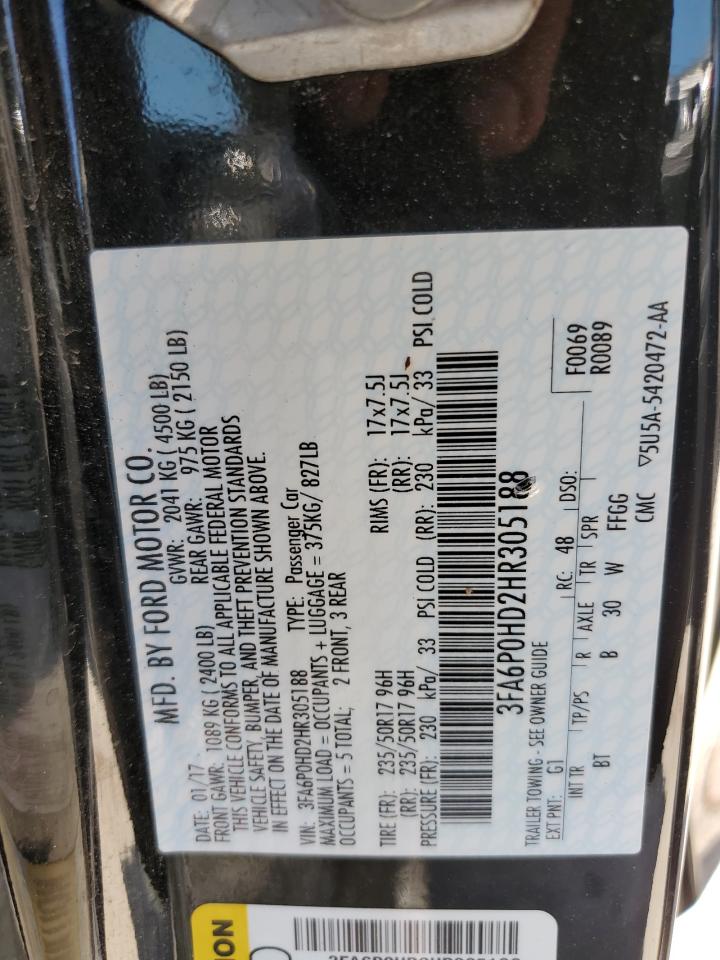 MFD. BY FORD MOTOR CO.
DATE: 01/17 GVWR: 2041 KG ( 4500 LB)
FRONT GAWR: 1089 KG ( 2400 LB) REAR GAWR: 975 KG ( 2150 LB)
THIS VEHICLE CONFORMS TO ALL APPLICABLE FEDERAL MOTOR
VEHICLE SAFETY, BUMPER, AND THEFT PREVENTION STANDARDS
IN EFFECT ON THE DATE OF MANUFACTURE SHOWN ABOVE.
VIN: 3FA6P0HD2HR305188 TYPE: Passenger Car
MAXIMUM LOAD = OCCUPANTS + LUGGAGE = 375KG/ 827LB
OCCUPANTS = 5 TOTAL; 2 FRONT, 3 REAR
TIRE (FR): 235/50R17 96H RIMS (FR): 17x7.5J
(RR): 235/50R17 96H (RR): 17x7.5J
PRESSURE (FR): 230 kPa/ 33 PSI COLD (RR): 230 kPa/ 33 PSI COLD
3FA6P0HD2HR305188
TRAILER TOWING - SEE OWNER GUIDE F0069
EXT PNT: G1 RC: 48 DSO: R0089
INT TR TP/PS R AXLE TR SPR
BT B 30 W FFGG
CMC ▽5U5A-5420472-AA